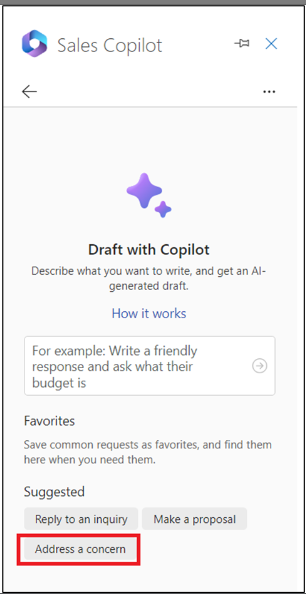 Sales Copilot
Draft with Copilot
Describe what you want to write, and get an AI-
generated draft.
How it works
For example: Write a friendly
response and ask what their
budget is
Favorites
Save common requests as favorites, and find them
here when you need them.
Suggested
Reply to an inquiry Make a proposal
Address a concern